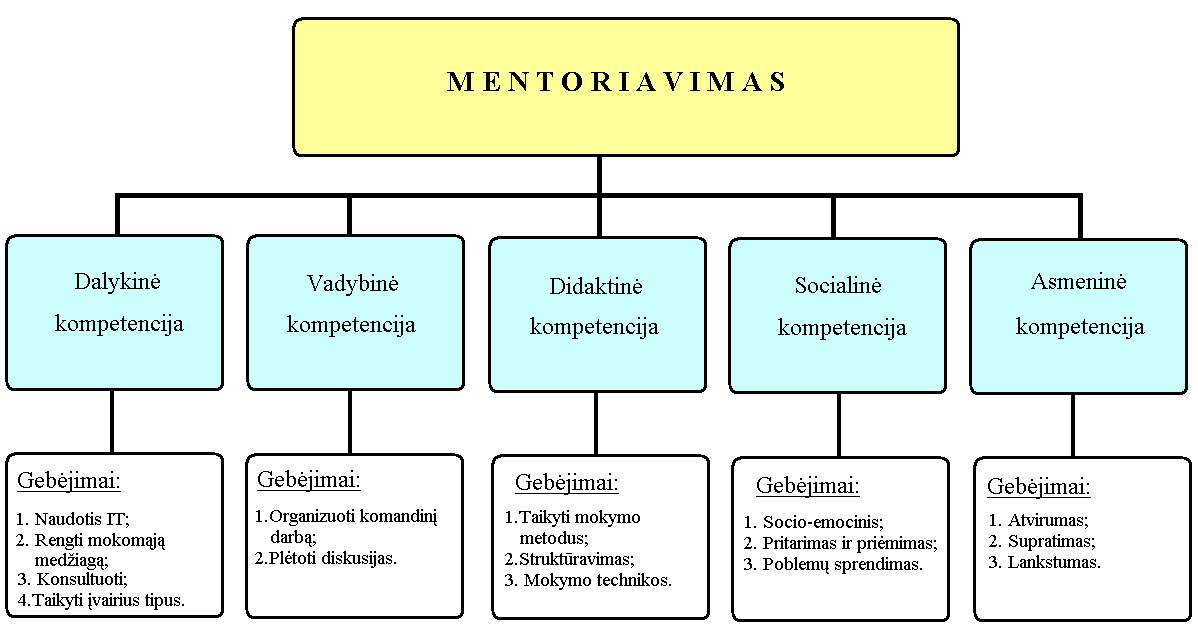 MENTORIAVIMAS
Dalykinė
kompetencija
Vadybinė
kompetencija
Didaktinė
kompetencija
Socialinė
kompetencija
Asmeninė
kompetencija
Gebėjimai:
1. Naudotis IT;
2. Rengti mokomąją
medžiagą;
3. Konsultuoti;
4.Taikyti įvairius tipus.
Gebėjimai:
1.Organizuoti komandinį
darbą;
2.Plėtoti diskusijas.
Gebėjimai:
1.Taikyti mokymo
metodus;
2.Struktūravimas;
3. Mokymo technikos.
Gebėjimai:
1. Socio-emocinis;
2. Pritarimas ir priėmimas;
3. Poblemų sprendimas.
Gebėjimai:
1. Atvirumas;
2. Supratimas;
3. Lankstumas.